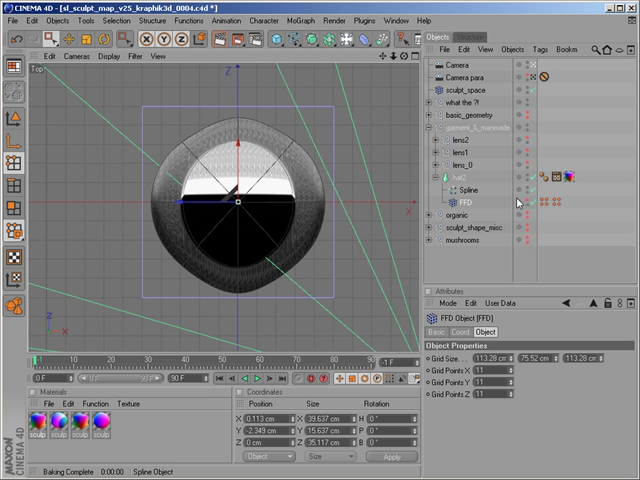 CINEMA 4D - [sl_sculpt_map_v25_kraphik3d_0004.c4d *]
File Edit Objects Tools Selection Structure Functions Animation Character MoGraph Render Plugins Window Help
Edit Cameras Display Filter View
Top
Z
X
Z
X
Objects Structure
File Edit View Objects Tags Bookm
Camera
Camera para
sculpt_space
what the ?!
basic_geometry
lens2
lens1
lens_0
hat2
Spline
FFD
organic
sculpt_shape_misc
mushrooms
Attributes
Mode Edit User Data
FFD Object [FFD]
Basic Coord. Object
Object Properties
Grid Size. . . 113.28 cm 75.52 cm 113.28 cm
Grid Points X 11
Grid Points Y 11
Grid Points Z 11
0 10 20 30 40 50 60 70 80 90 -1 F
0 F 0 F 90 F 90 F
Materials
File Edit Function Texture
sculp sculp sculp sculp
Coordinates
Position Size Rotation
X 0.113 cm X 39.637 cm H 0 °
Y -2.349 cm Y 15.637 cm P 0 °
Z 0 cm Z 35.117 cm B 0 °
Object Size Apply
MAXON
CINEMA 4D
Baking Complete 0:00:00 Spline Object